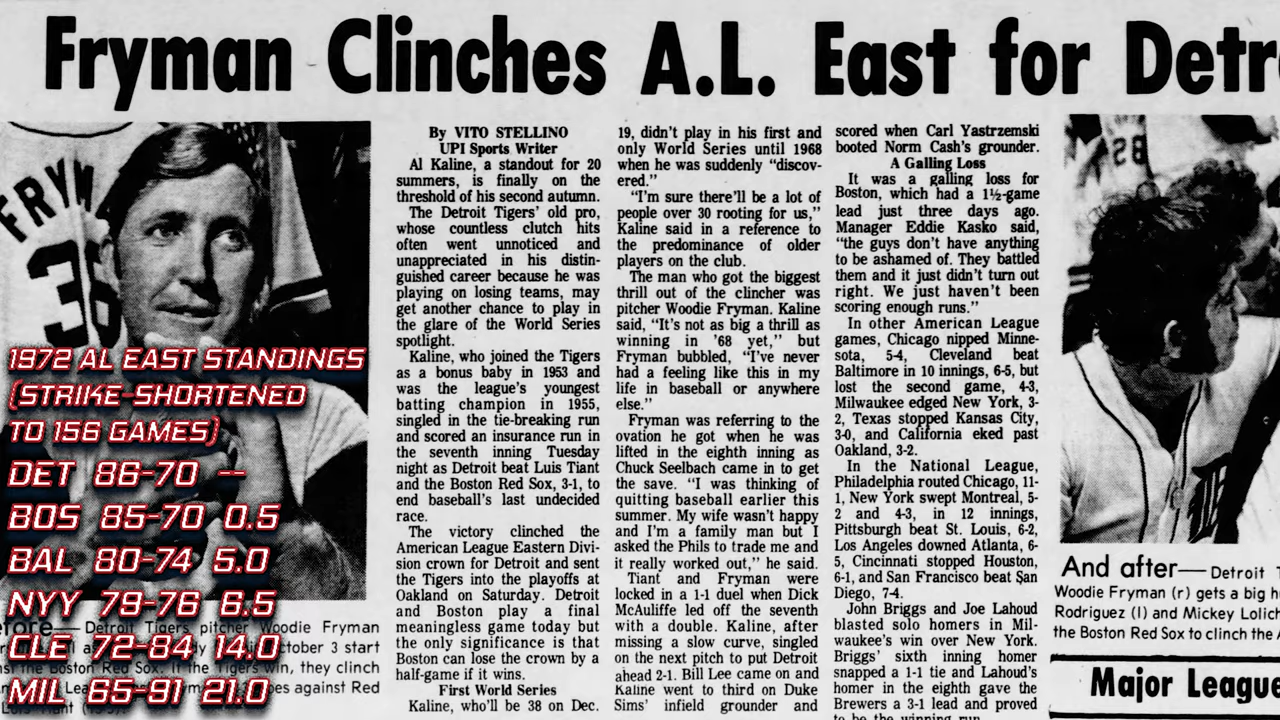 Fryman Clinches A.L. East for Detr
FRYM
36
1972 AL EAST STANDINGS
(STRIKE-SHORTENED
TO 156 GAMES)
DET 86-70 --
BOS 85-70 0.5
BAL 80-74 5.0
NYY 79-76 6.5
CLE 72-84 14.0
MIL 65-91 21.0
Detroit Tigers pitcher Woodie Fryman
October 3 start
Boston Red Sox. If the Tigers win, they clinch
against Red
By VITO STELLINO
UPI Sports Writer
Al Kaline, a standout for 20
summers, is finally on the
threshold of his second autumn.
The Detroit Tigers' old pro,
whose countless clutch hits
often went unnoticed and
unappreciated in his distin-
guished career because he was
playing on losing teams, may
get another chance to play in
the glare of the World Series
spotlight.
Kaline, who joined the Tigers
as a bonus baby in 1953 and
was the league's youngest
batting champion in 1955,
singled in the tie-breaking run
and scored an insurance run in
the seventh inning Tuesday
night as Detroit beat Luis Tiant
and the Boston Red Sox, 3-1, to
end baseball's last undecided
race.
The victory clinched the
American League Eastern Divi-
sion crown for Detroit and sent
the Tigers into the playoffs at
Oakland on Saturday. Detroit
and Boston play a final
meaningless game today but
the only significance is that
Boston can lose the crown by a
half-game if it wins.
First World Series
Kaline, who'll be 38 on Dec.
19, didn't play in his first and
only World Series until 1968
when he was suddenly "discov-
ered."
"I'm sure there'll be a lot of
people over 30 rooting for us,"
Kaline said in a reference to
the predominance of older
players on the club.
The man who got the biggest
thrill out of the clincher was
pitcher Woodie Fryman. Kaline
said, "It's not as big a thrill as
winning in '68 yet," but
Fryman bubbled, "I've never
had a feeling like this in my
life in baseball or anywhere
else."
Fryman was referring to the
ovation he got when he was
lifted in the eighth inning as
Chuck Seelbach came in to get
the save. "I was thinking of
quitting baseball earlier this
summer. My wife wasn't happy
and I'm a family man but I
asked the Phils to trade me and
it really worked out," he said.
Tiant and Fryman were
locked in a 1-1 duel when Dick
McAuliffe led off the seventh
with a double. Kaline, after
missing a slow curve, singled
on the next pitch to put Detroit
ahead 2-1. Bill Lee came on and
Kaline went to third on Duke
Sims' infield grounder and
scored when Carl Yastrzemski
booted Norm Cash's grounder.
A Galling Loss
It was a galling loss for
Boston, which had a 1½-game
lead just three days ago.
Manager Eddie Kasko said,
"the guys don't have anything
to be ashamed of. They battled
them and it just didn't turn out
right. We just haven't been
scoring enough runs."
In other American League
games, Chicago nipped Minne-
sota, 5-4, Cleveland beat
Baltimore in 10 innings, 6-5, but
lost the second game, 4-3,
Milwaukee edged New York, 3-
2, Texas stopped Kansas City,
3-0, and California eked past
Oakland, 3-2.
In the National League,
Philadelphia routed Chicago, 11-
1, New York swept Montreal, 5-
2 and 4-3, in 12 innings,
Pittsburgh beat St. Louis, 6-2,
Los Angeles downed Atlanta, 6-
5, Cincinnati stopped Houston,
6-1, and San Francisco beat San
Diego, 7-4.
John Briggs and Joe Lahoud
blasted solo homers in Mil-
waukee's win over New York.
Briggs' sixth inning homer
snapped a 1-1 tie and Lahoud's
homer in the eighth gave the
Brewers a 3-1 lead and proved
to be the winning run.
28
And after— Detroit T
Woodie Fryman (r) gets a big h
Rodriguez (l) and Mickey Lolich
the Boston Red Sox to clinch the
Major League